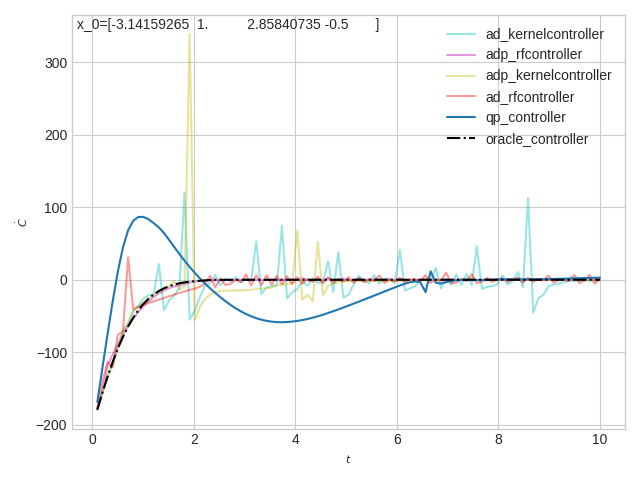 x_0=[-3.14159265 1. 2.85840735 -0.5 ]
ad_kernelcontroller
adp_rfcontroller
adp_kernelcontroller
ad_rfcontroller
qp_controller
oracle_controller
300
200
100
0
−100
−200
Ċ
0
2
4
6
8
10
t